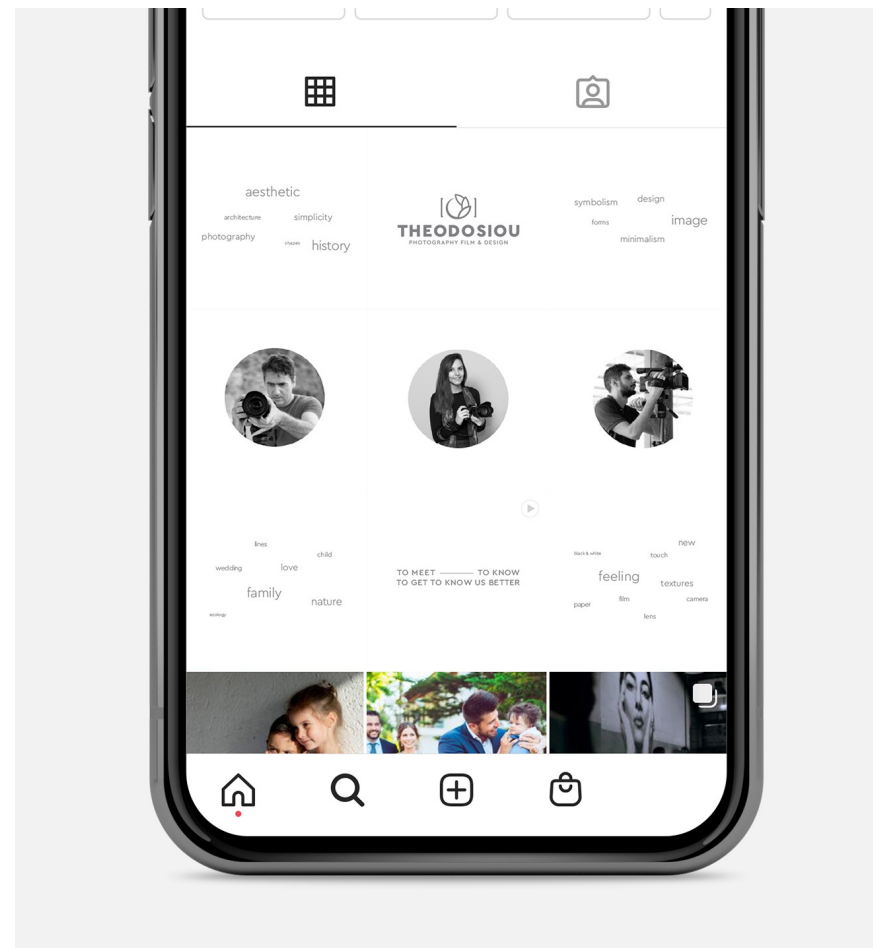 aesthetic
architecture
simplicity
photography
shapes
history
THEODOSIOU
PHOTOGRAPHY FILM & DESIGN
symbolism
design
forms
image
minimalism
lines
child
wedding
love
family
nature
ecology
TO MEET ——— TO KNOW
TO GET TO KNOW US BETTER
new
black & white
touch
feeling
textures
paper
film
camera
lens